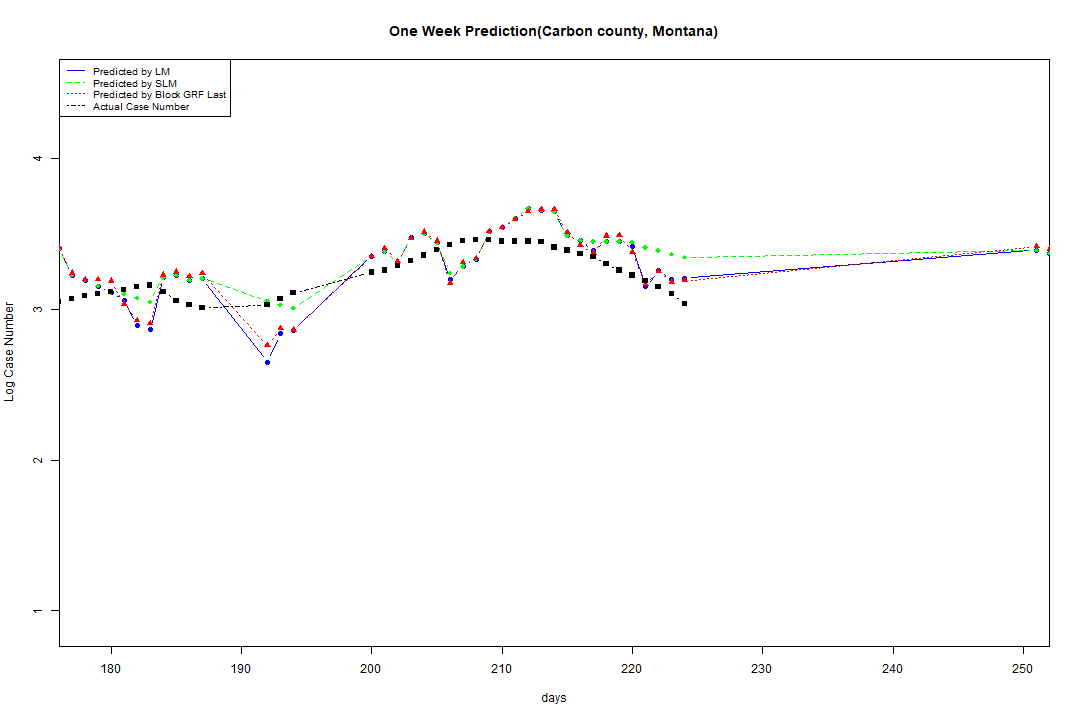 One Week Prediction(Carbon county, Montana)
Predicted by LM
Predicted by SLM
Predicted by Block GRF Last
Actual Case Number
4
3
2
1
Log Case Number
180
190
200
210
220
230
240
250
days